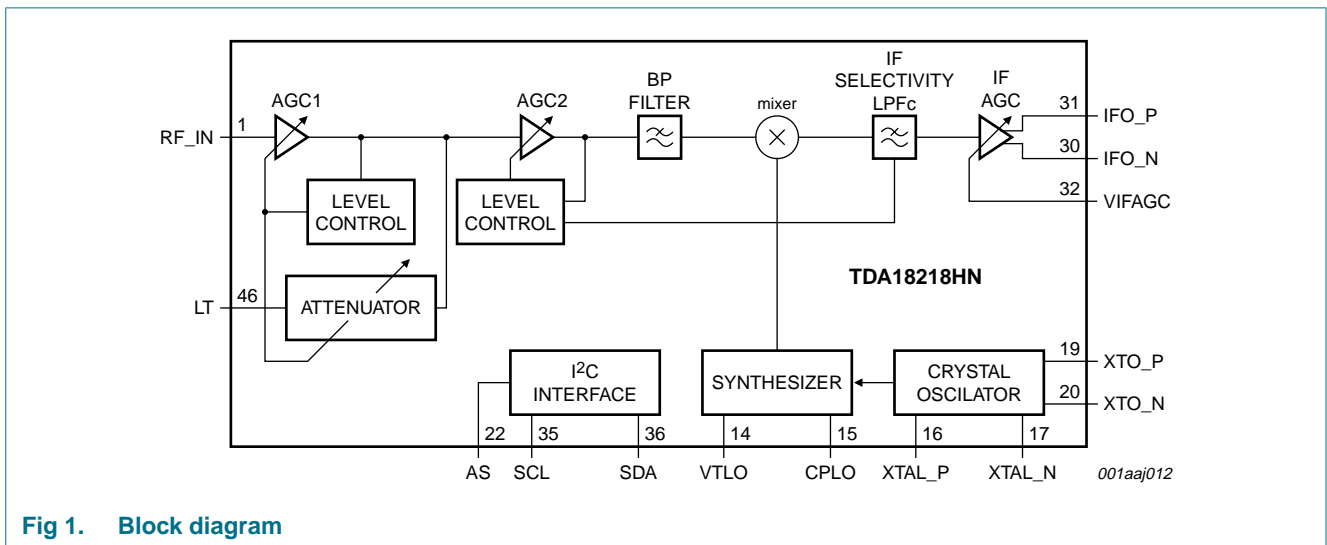 BP
FILTER
IF
SELECTIVITY
LPFc
IF
AGC
AGC1
AGC2
mixer
RF_IN
1
31
IFO_P
30
IFO_N
32
VIFAGC
LEVEL
CONTROL
LEVEL
CONTROL
TDA18218HN
LT
46
ATTENUATOR
I2C
INTERFACE
SYNTHESIZER
CRYSTAL
OSCILATOR
19
XTO_P
20
XTO_N
22
35
36
14
15
16
17
AS
SCL
SDA
VTLO
CPLO
XTAL_P
XTAL_N
001aaj012
Fig 1. Block diagram